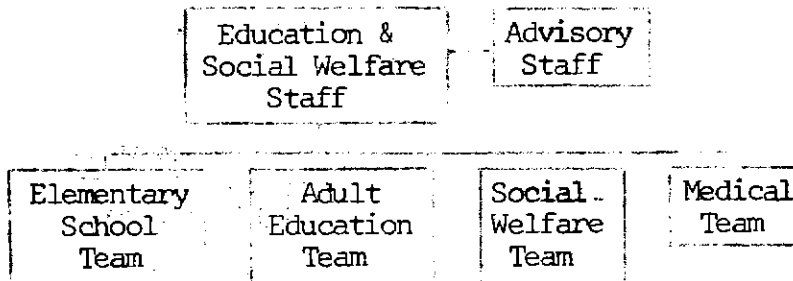 Education &
Social Welfare
Staff
Advisory
Staff
Elementary
School
Team
Adult
Education
Team
Social
Welfare
Team
Medical
Team